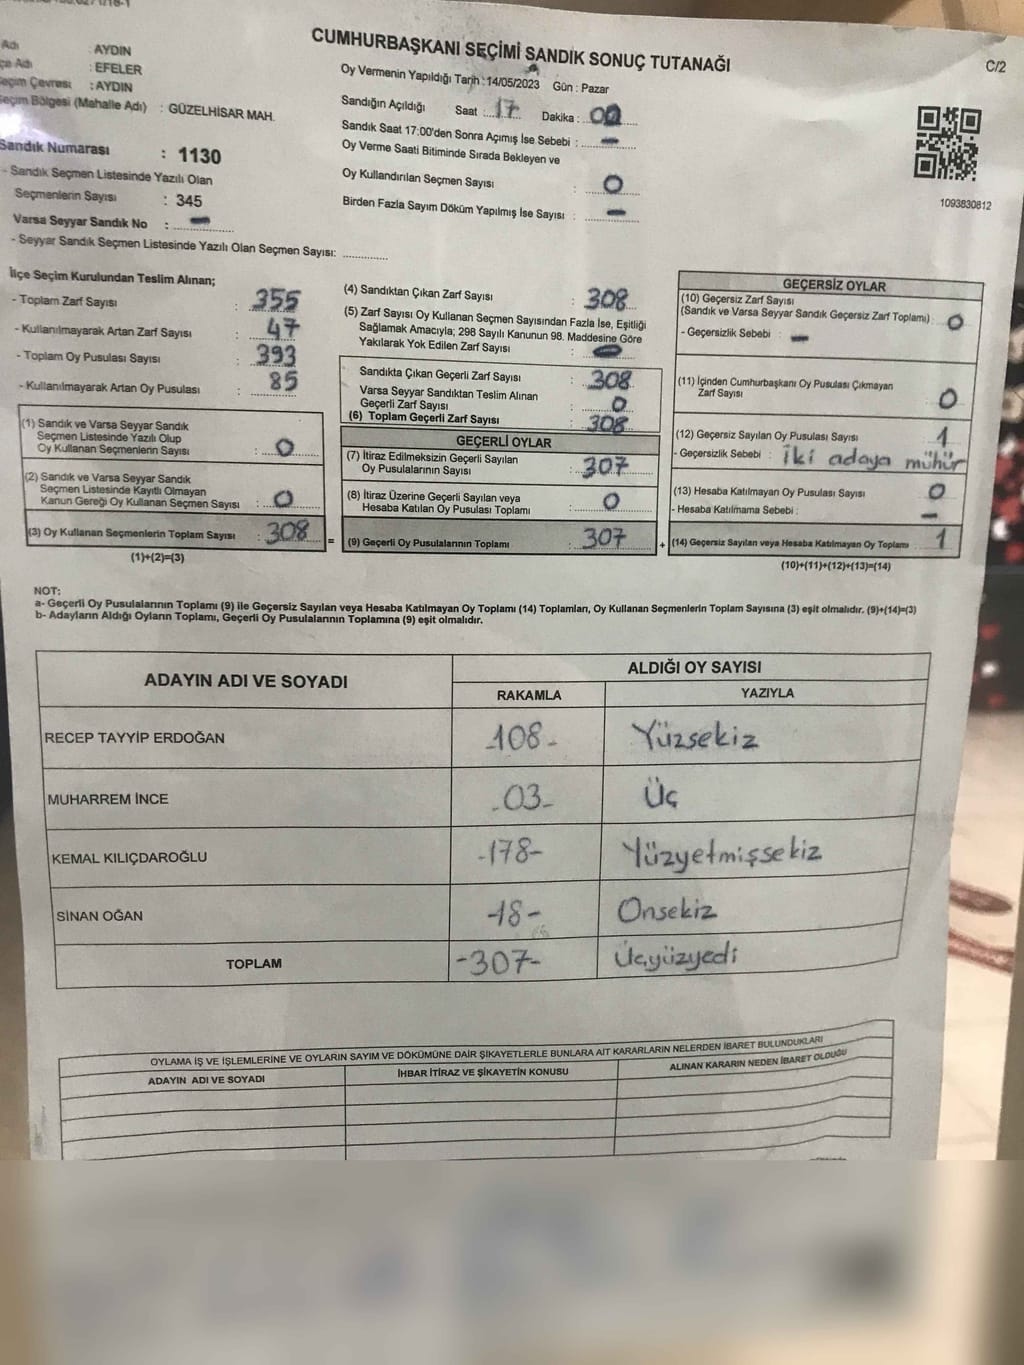 CUMHURBAŞKANI SEÇİMİ SANDIK SONUÇ TUTANAĞI
C/2
Adı : AYDIN
: EFELER
Seçim Çevresi : AYDIN
Seçim Bölgesi (Mahalle Adı) : GÜZELHİSAR MAH.
Oy Vermenin Yapıldığı Tarih : 14/05/2023 Gün : Pazar
Sandığın Açıldığı Saat : 17 Dakika : 00
Sandık Saat 17:00'den Sonra Açımış İse Sebebi : -
Oy Verme Saati Bitiminde Sırada Bekleyen ve
Oy Kullandırılan Seçmen Sayısı : 0
Birden Fazla Sayım Döküm Yapılmış İse Sayısı : -
1093830812
Sandık Numarası : 1130
- Sandık Seçmen Listesinde Yazılı Olan
Seçmenlerin Sayısı : 345
Varsa Seyyar Sandık No : -
- Seyyar Sandık Seçmen Listesinde Yazılı Olan Seçmen Sayısı: ............
İlçe Seçim Kurulundan Teslim Alınan;
- Toplam Zarf Sayısı : 355
- Kullanılmayarak Artan Zarf Sayısı : 47
- Toplam Oy Pusulası Sayısı : 393
- Kullanılmayarak Artan Oy Pusulası : 85
(1) Sandık ve Varsa Seyyar Sandık
Seçmen Listesinde Yazılı Olup
Oy Kullanan Seçmenlerin Sayısı : 0
(2) Sandık ve Varsa Seyyar Sandık
Seçmen Listesinde Kayıtlı Olmayan
Kanun Gereği Oy Kullanan Seçmen Sayısı : 0
(3) Oy Kullanan Seçmenlerin Toplam Sayısı : 308
(1)+(2)=(3)
=
(4) Sandıktan Çıkan Zarf Sayısı : 308
(5) Zarf Sayısı Oy Kullanan Seçmen Sayısından Fazla İse, Eşitliği
Sağlamak Amacıyla; 298 Sayılı Kanunun 98. Maddesine Göre
Yakılarak Yok Edilen Zarf Sayısı :
Sandıkta Çıkan Geçerli Zarf Sayısı : 308
Varsa Seyyar Sandıktan Teslim Alınan
Geçerli Zarf Sayısı : 0
(6) Toplam Geçerli Zarf Sayısı : 308
GEÇERLİ OYLAR
(7) İtiraz Edilmeksizin Geçerli Sayılan
Oy Pusulalarının Sayısı : 307
(8) İtiraz Üzerine Geçerli Sayılan veya
Hesaba Katılan Oy Pusulası Toplamı : 0
(9) Geçerli Oy Pusulalarının Toplamı : 307
+
GEÇERSİZ OYLAR
(10) Geçersiz Zarf Sayısı
(Sandık ve Varsa Seyyar Sandık Geçersiz Zarf Toplamı) : 0
- Geçersizlik Sebebi : -
(11) İçinden Cumhurbaşkanı Oy Pusulası Çıkmayan
Zarf Sayısı : 0
(12) Geçersiz Sayılan Oy Pusulası Sayısı 1
- Geçersizlik Sebebi : İki adaya mühür
(13) Hesaba Katılmayan Oy Pusulası Sayısı 0
- Hesaba Katılmama Sebebi : -
(14) Geçersiz Sayılan veya Hesaba Katılmayan Oy Toplamı 1
(10)+(11)+(12)+(13)=(14)
NOT:
a- Geçerli Oy Pusulalarının Toplamı (9) ile Geçersiz Sayılan veya Hesaba Katılmayan Oy Toplamı (14) Toplamları, Oy Kullanan Seçmenlerin Toplam Sayısına (3) eşit olmalıdır. (9)+(14)=(3)
b- Adayların Aldığı Oyların Toplamı, Geçerli Oy Pusulalarının Toplamına (9) eşit olmalıdır.
ADAYIN ADI VE SOYADI
ALDIĞI OY SAYISI
RAKAMLA YAZIYLA
RECEP TAYYİP ERDOĞAN -108- Yüzsekiz
MUHARREM İNCE -03- Üç
KEMAL KILIÇDAROĞLU -178- Yüzyetmişsekiz
SİNAN OĞAN -18- Onsekiz
TOPLAM -307- Üçyüzyedi
OYLAMA İŞ VE İŞLEMLERİNE VE OYLARIN SAYIM VE DÖKÜMÜNE DAİR ŞİKAYETLERLE BUNLARA AİT KARARLARIN NELERDEN İBARET BULUNDUKLARI
ADAYIN ADI VE SOYADI İHBAR İTİRAZ VE ŞİKAYETİN KONUSU ALINAN KARARIN NEDEN İBARET OLDUĞU